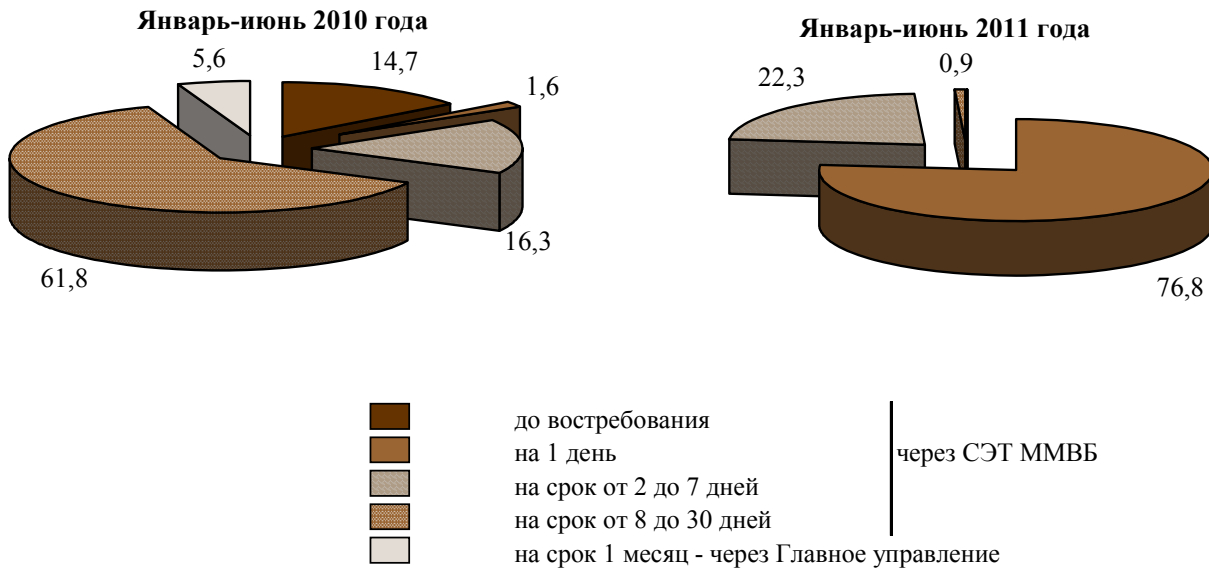 Январь-июнь 2010 года
5,6
14,7
1,6
16,3
61,8
Январь-июнь 2011 года
22,3
0,9
76,8
до востребования
на 1 день
через СЭТ ММВБ
на срок от 2 до 7 дней
на срок от 8 до 30 дней
на срок 1 месяц - через Главное управление